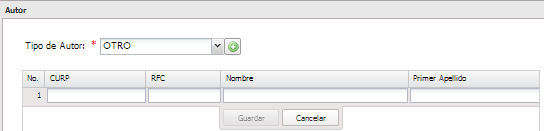 Autor
Tipo de Autor: * OTRO
No. CURP RFC Nombre Primer Apellido
1
Guardar Cancelar